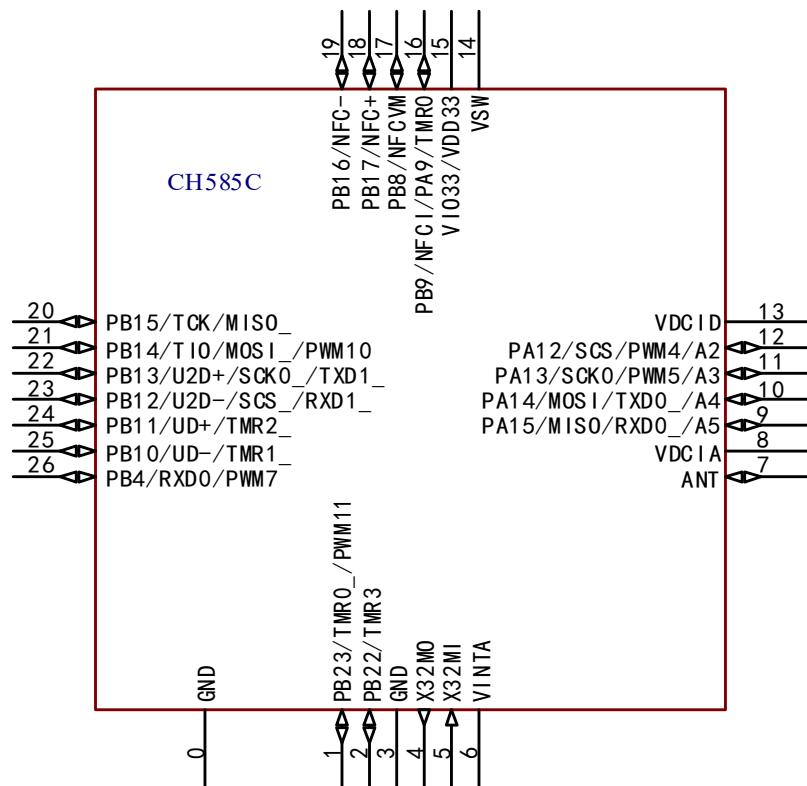 19
18
17
16
15
14
PB16/NFC-
PB17/NFC+
PB8/NFCVM
PB9/NFCI/PA9/TMR0
VIO33/VDD33
VSW
CH585C
20 PB15/TCK/MISO_
21 PB14/TIO/MOSI_/PWM10
22 PB13/U2D+/SCK0_/TXD1_
23 PB12/U2D-/SCS_/RXD1_
24 PB11/UD+/TMR2_
25 PB10/UD-/TMR1_
26 PB4/RXD0/PWM7
VDCID 13
PA12/SCS/PWM4/A2 12
PA13/SCK0/PWM5/A3 11
PA14/MOSI/TXD0_/A4 10
PA15/MISO/RXD0_/A5 9
VDCIA 8
ANT 7
GND
PB23/TMR0_/PWM11
PB22/TMR3
GND
X32MO
X32MI
VINTA
0
1
2
3
4
5
6